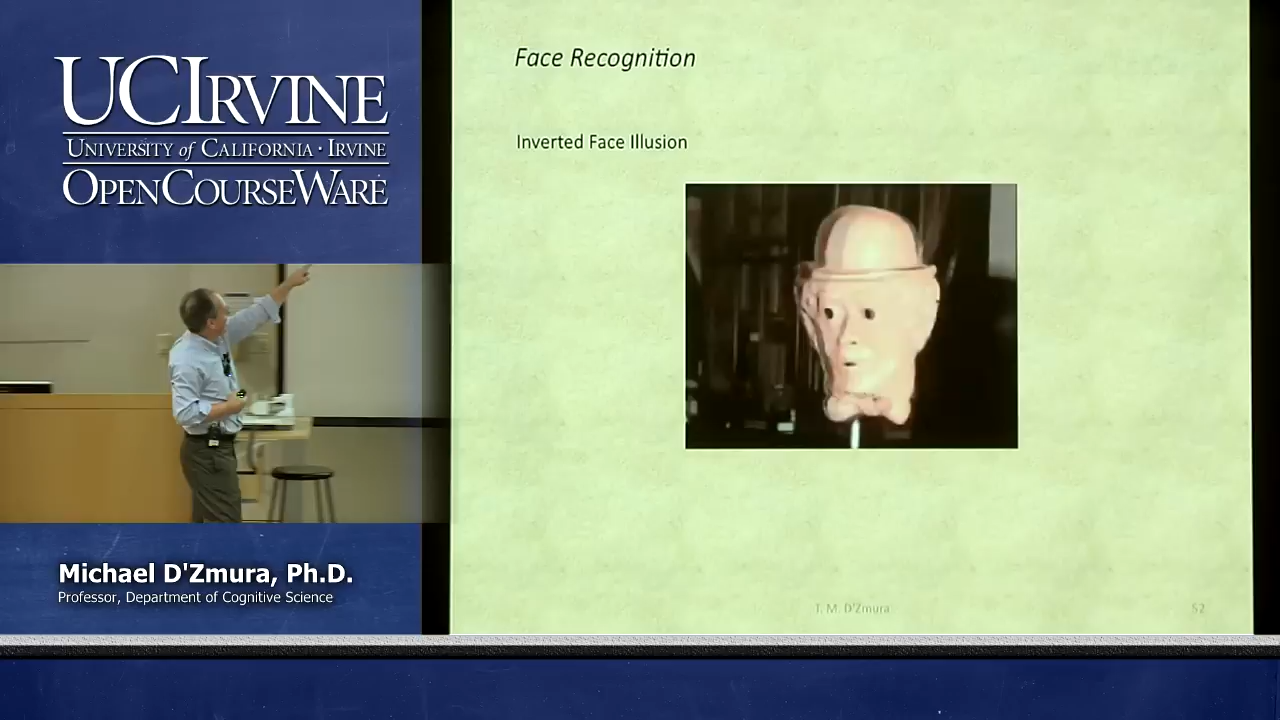 UCIRVINE
UNIVERSITY of CALIFORNIA · IRVINE
OPENCOURSEWARE
Michael D'Zmura, Ph.D.
Professor, Department of Cognitive Science
Face Recognition
Inverted Face Illusion
T. M. D'Zmura
52